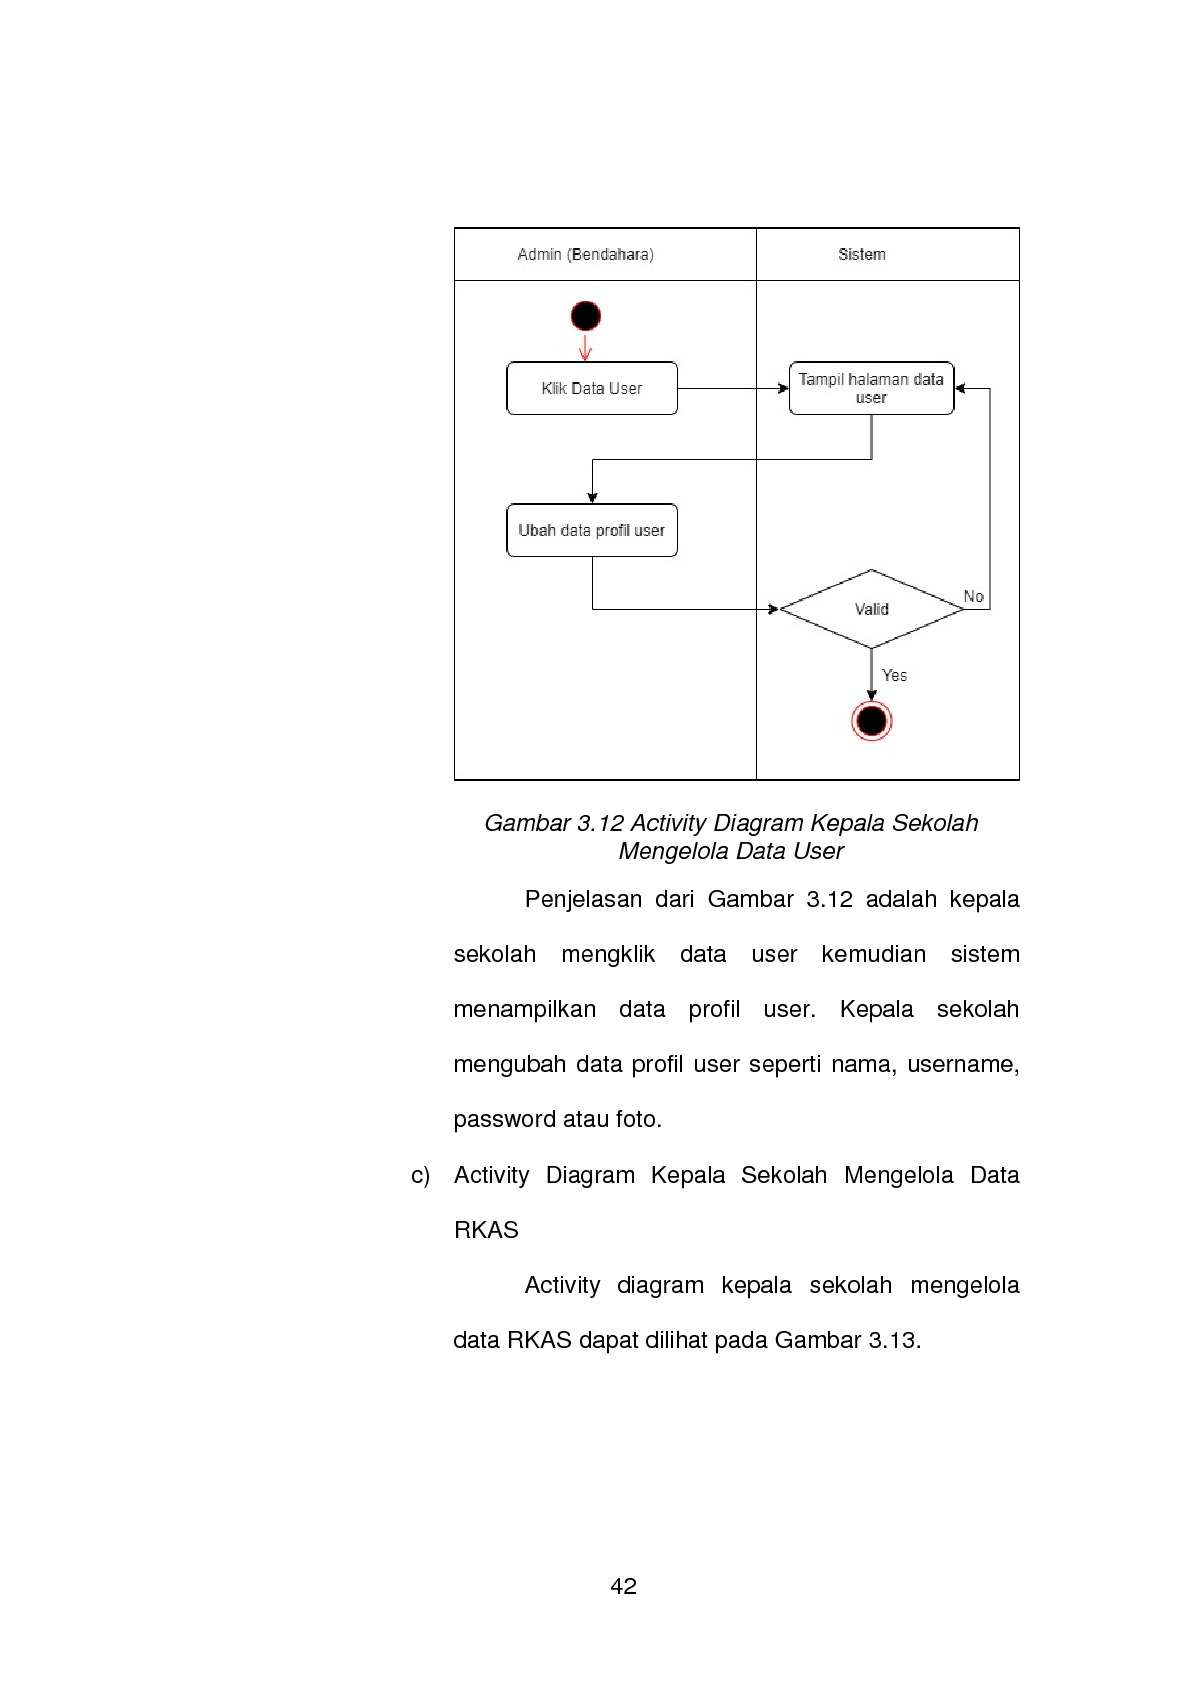 Admin (Bendahara)
Sistem
Klik Data User
Tampil halaman data
user
Ubah data profil user
Valid
No
Yes
Gambar 3.12 Activity Diagram Kepala Sekolah
Mengelola Data User
Penjelasan dari Gambar 3.12 adalah kepala
sekolah mengklik data user kemudian sistem
menampilkan data profil user. Kepala sekolah
mengubah data profil user seperti nama, username,
password atau foto.
c) Activity Diagram Kepala Sekolah Mengelola Data
RKAS
Activity diagram kepala sekolah mengelola
data RKAS dapat dilihat pada Gambar 3.13.
42